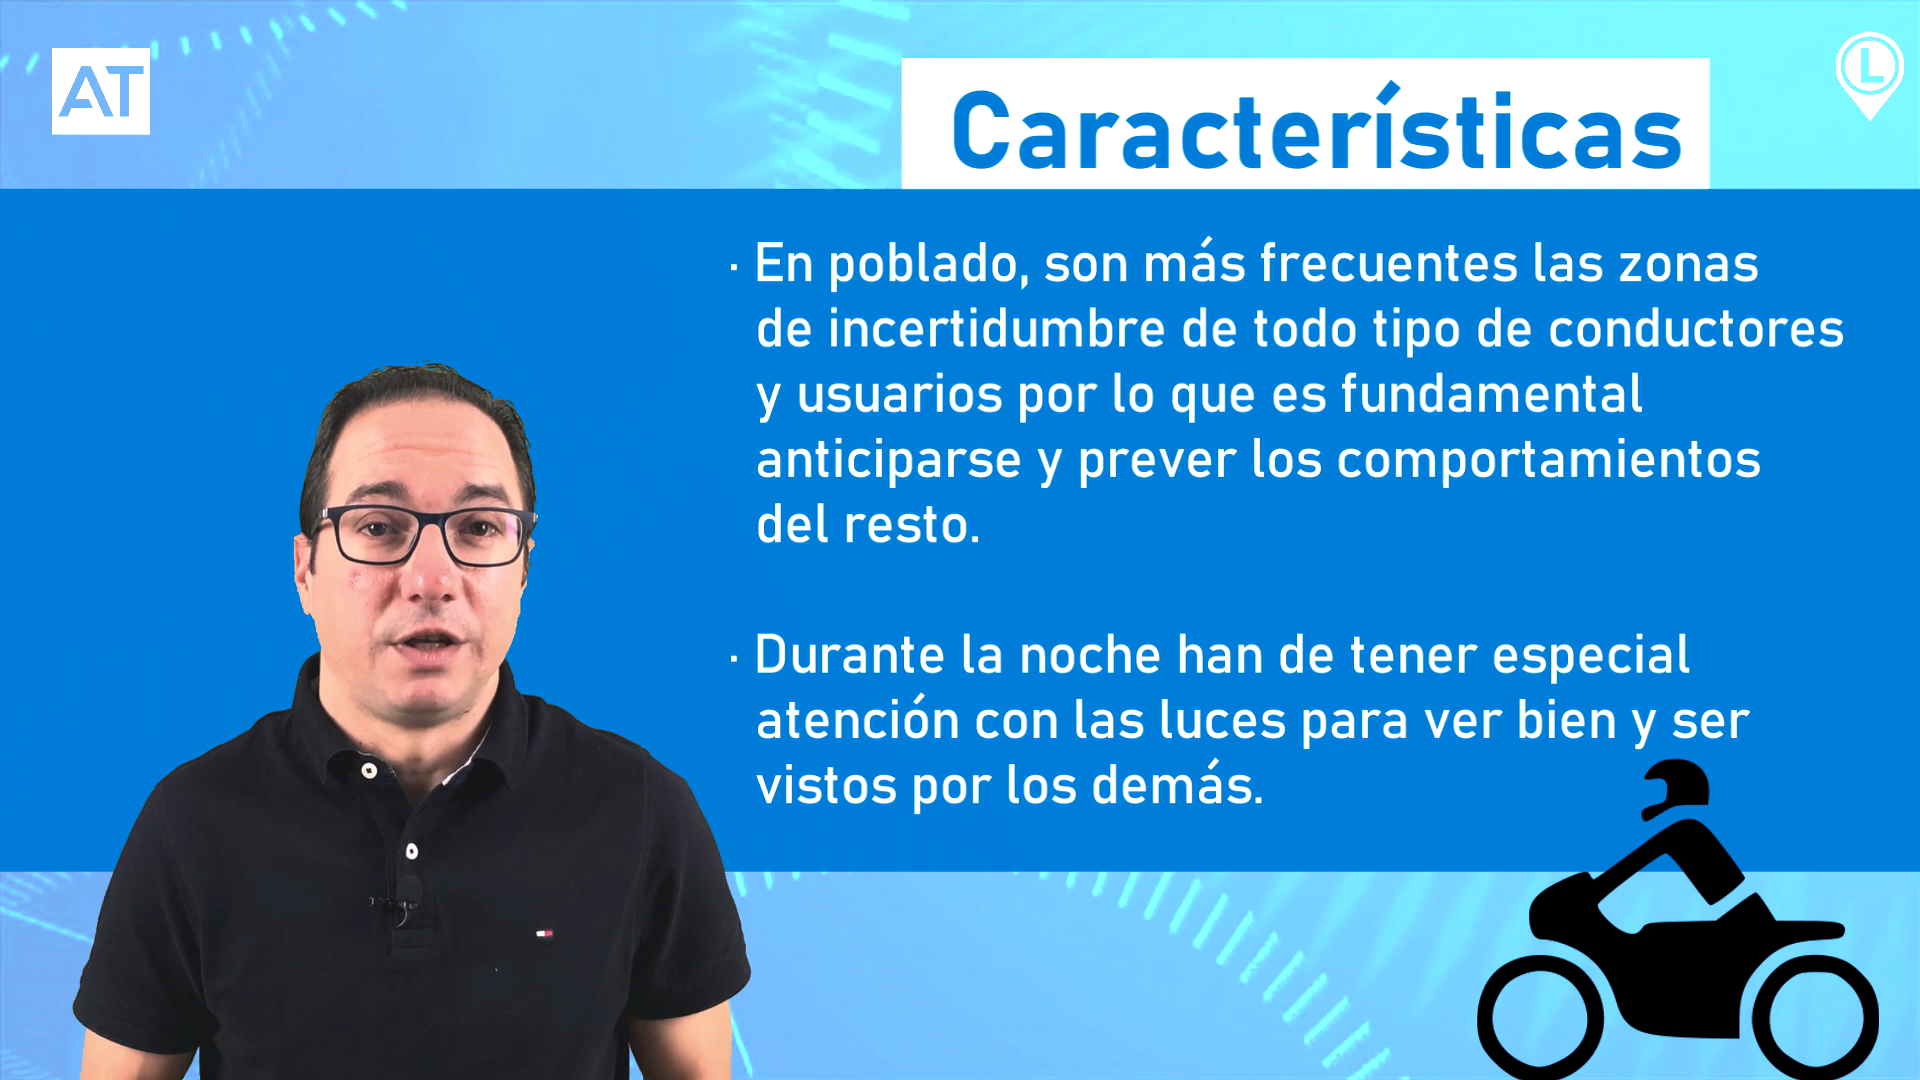 AT
L
Características
· En poblado, son más frecuentes las zonas
de incertidumbre de todo tipo de conductores
y usuarios por lo que es fundamental
anticiparse y prever los comportamientos
del resto.
· Durante la noche han de tener especial
atención con las luces para ver bien y ser
vistos por los demás.